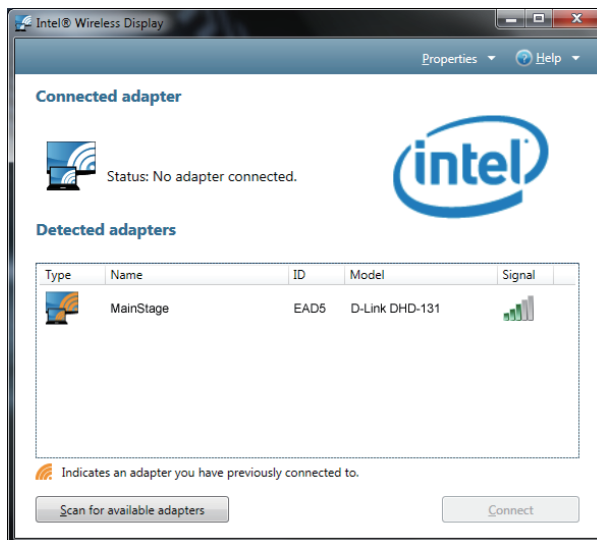 Intel® Wireless Display
Properties Help
Connected adapter
intel
Status: No adapter connected.
Detected adapters
Type Name ID Model Signal
MainStage EAD5 D-Link DHD-131
Indicates an adapter you have previously connected to.
Scan for available adapters Connect